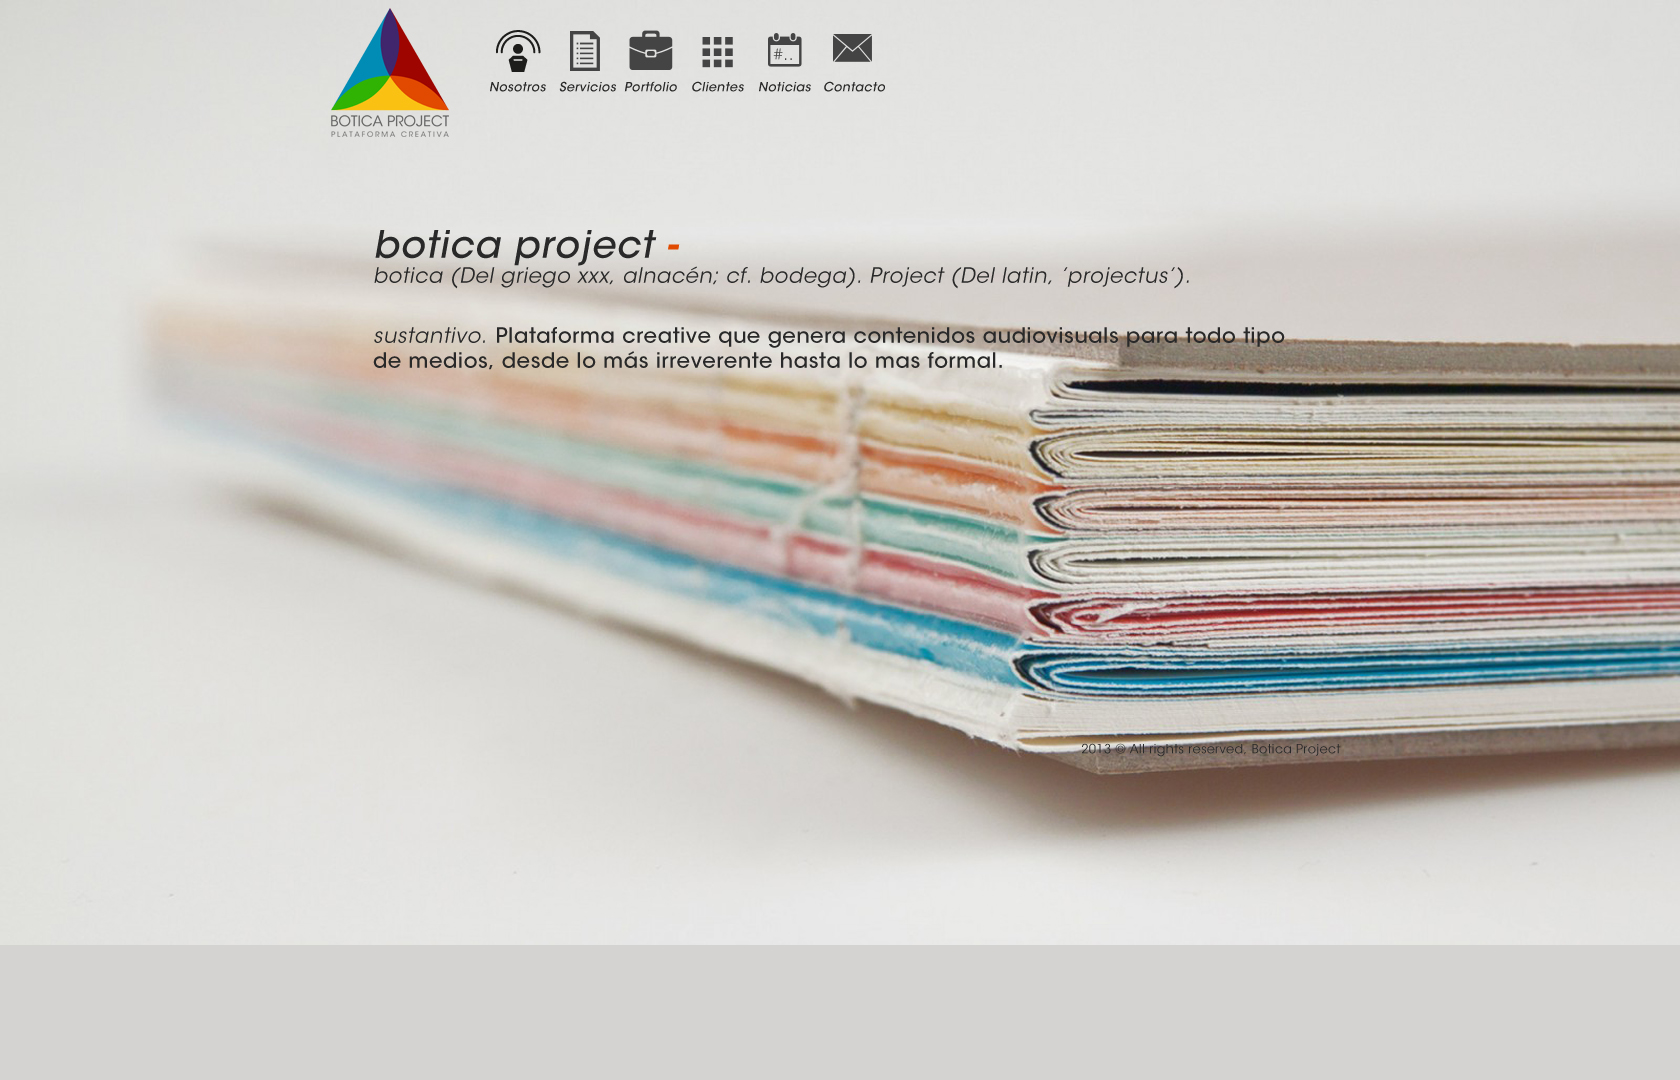 BOTICA PROJECT
PLATAFORMA CREATIVA
Nosotros Servicios Portfolio Clientes #.. Noticias Contacto
botica project -
botica (Del griego xxx, alnacén; cf. bodega). Project (Del latin, ´projectus’).
sustantivo. Plataforma creative que genera contenidos audiovisuals para todo tipo
de medios, desde lo más irreverente hasta lo mas formal.
2013 @ All rights reserved, Botica Project